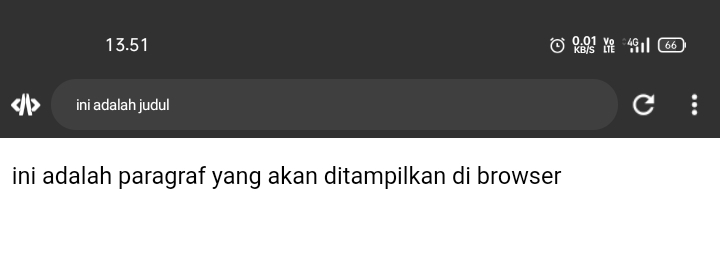 13.51
0.01 KB/S Vo LTE 4G 66
ini adalah judul
ini adalah paragraf yang akan ditampilkan di browser